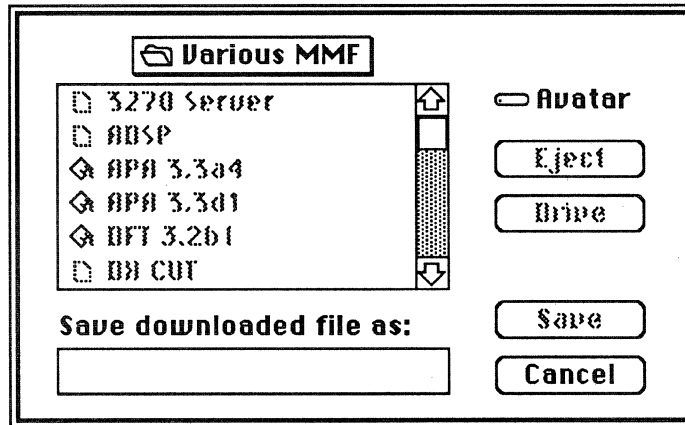 Various MMF
3270 Server
ADSP
APA 3.3a4
APA 3.3d1
DFT 3.2b1
DX CUT
Avatar
Eject
Drive
Save downloaded file as:
Save
Cancel